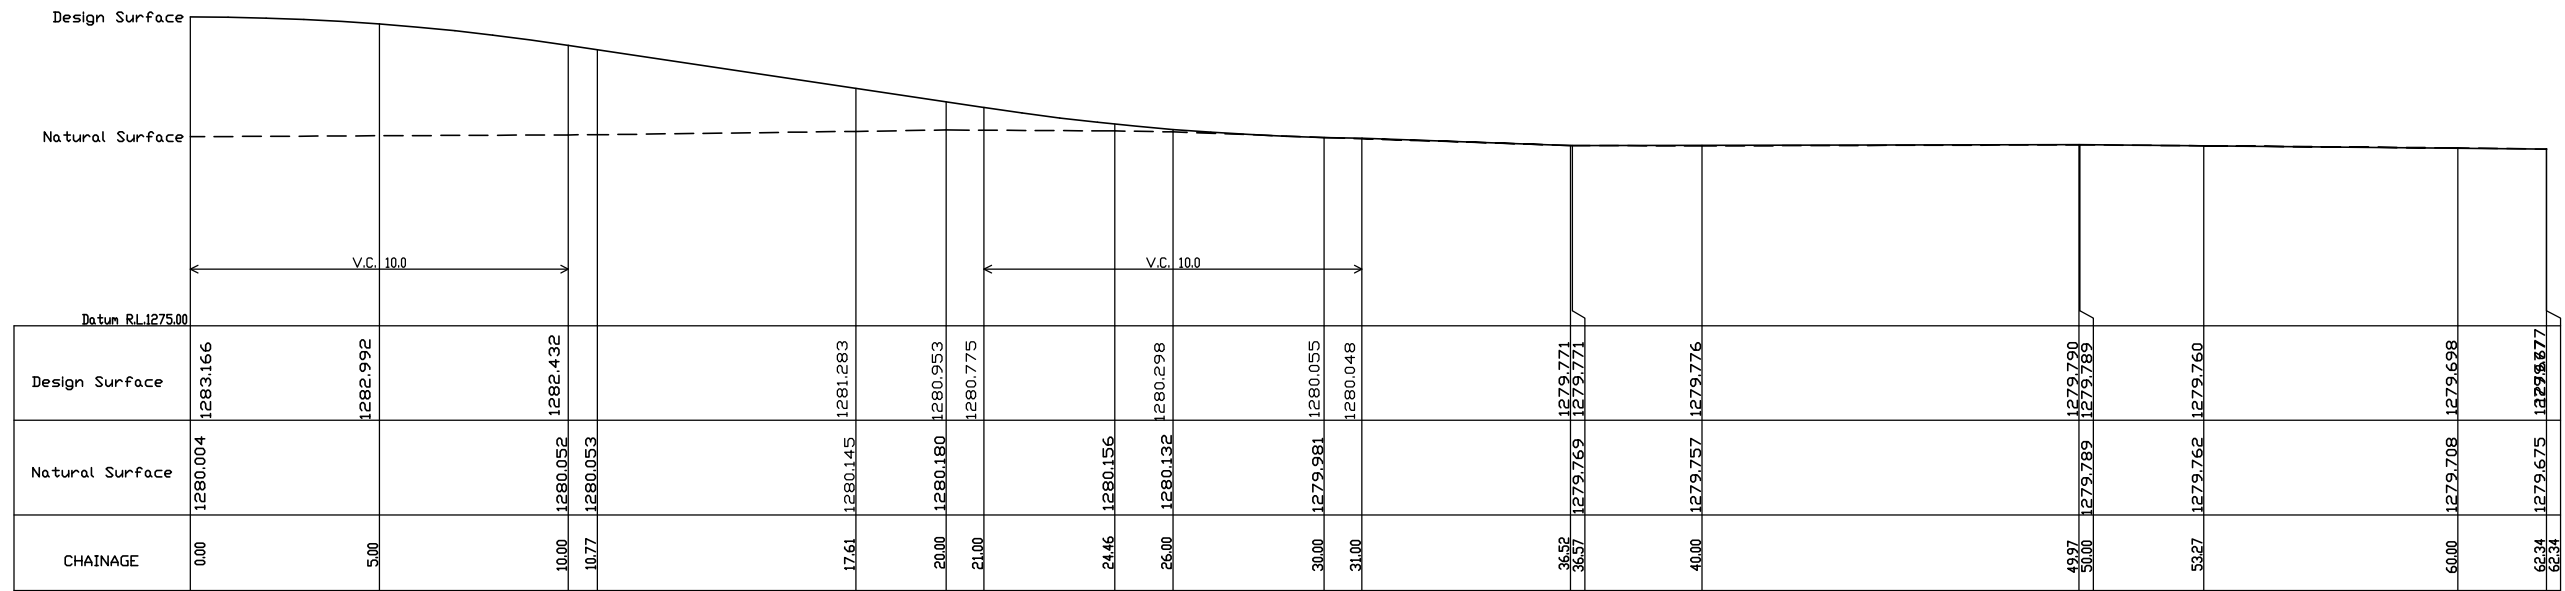 Design Surface
Natural Surface
V.C. 10.0 V.C. 10.0
Datum R.L.1275.00
Design Surface 1283.166 1282.992 1282.432 1281.283 1280.953 1280.775 1280.298 1280.055 1280.048 1279.771 1279.771 1279.776 1279.790 1279.789 1279.760 1279.698
Natural Surface 1280.004 1280.052 1280.053 1280.145 1280.180 1280.156 1280.132 1279.981 1279.769 1279.757 1279.789 1279.762 1279.708 1279.675
CHAINAGE 0.00 5.00 10.00 10.77 17.61 20.00 21.00 24.46 26.00 30.00 31.00 36.52 36.57 40.00 49.97 50.00 53.27 60.00 62.34 62.34